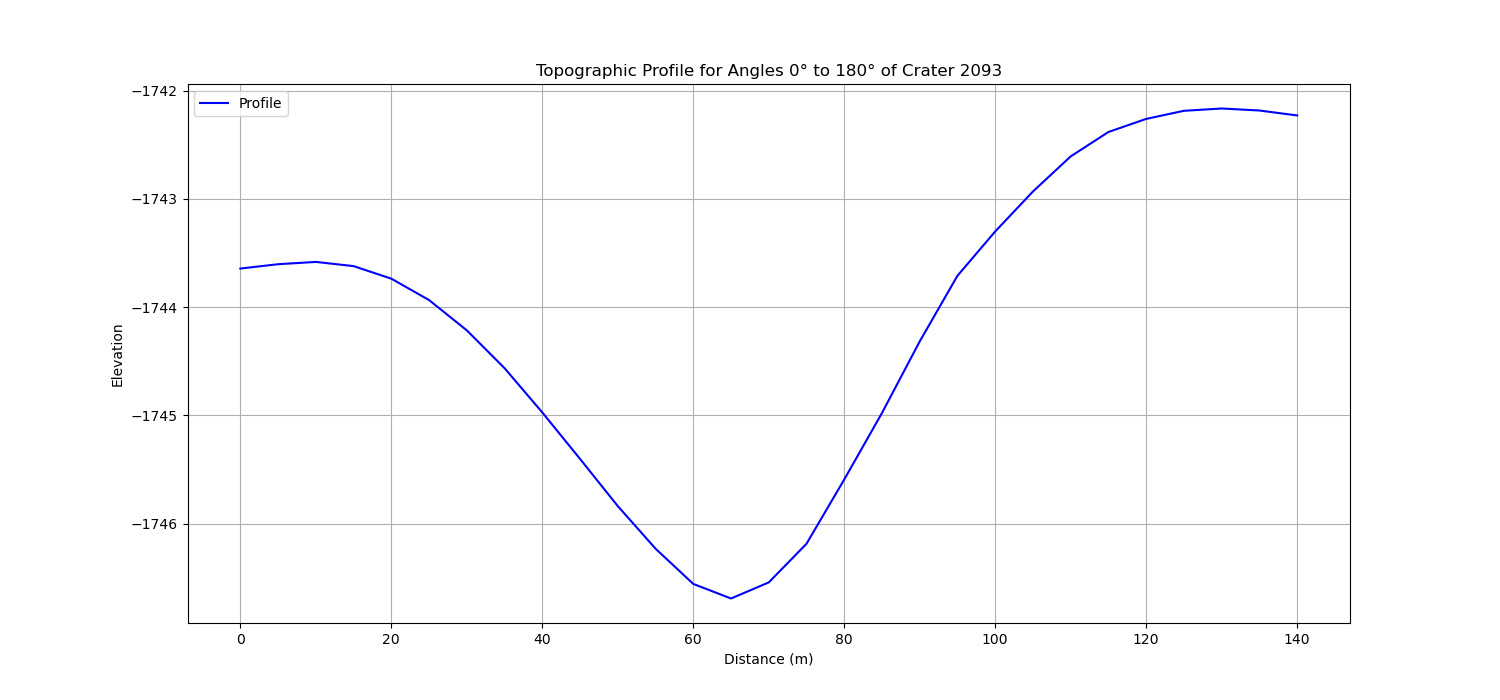 Topographic Profile for Angles 0° to 180° of Crater 2093
Profile
−1742
−1743
−1744
−1745
−1746
Elevation
0 20 40 60 80 100 120 140
Distance (m)